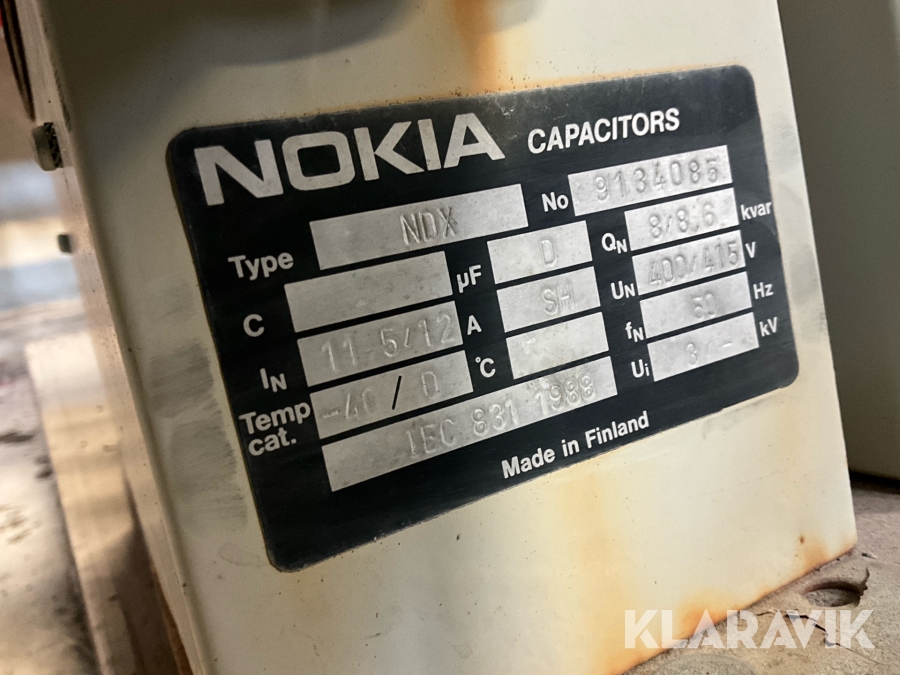 NOKIA CAPACITORS
Type NDX No 9134085
C µF D QN 8/8,6 kvar
IN 11 5/12 A SH UN 400/415 V
Temp cat. -40/D °C fN 50 Hz
IEC 831 1988 Ui 3/- kV
Made in Finland
KLARAVIK